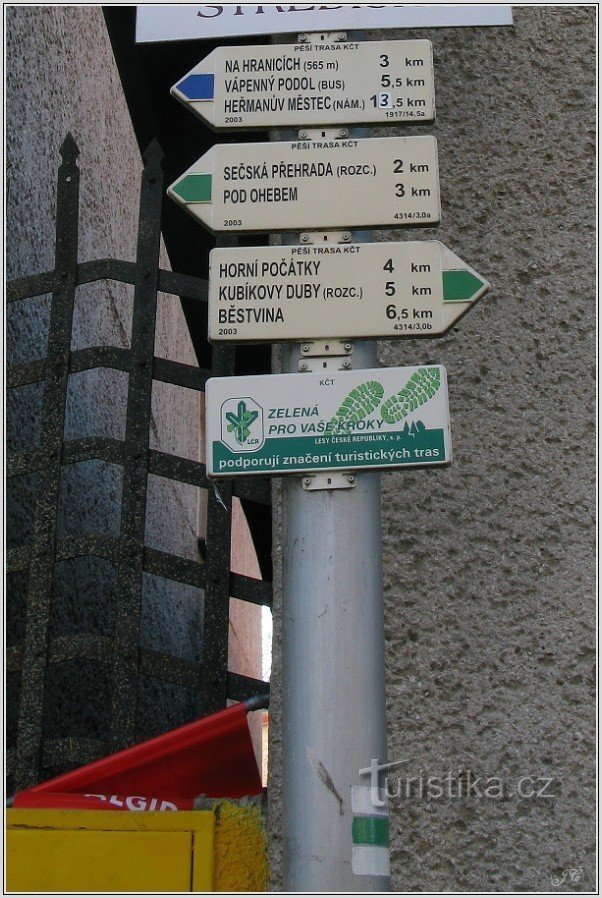 PĚŠÍ TRASA KČT
NA HRANICÍCH (565 m) 3 km
VÁPENNÝ PODOL (BUS) 5,5 km
HEŘMANŮV MĚSTEC (NÁM.) 13,5 km
2003 1917/14.5a
PĚŠÍ TRASA KČT
SEČSKÁ PŘEHRADA (ROZC.) 2 km
POD OHEBEM 3 km
2003 4314/3,0a
PĚŠÍ TRASA KČT
HORNÍ POČÁTKY 4 km
KUBÍKOVY DUBY (ROZC.) 5 km
BĚSTVINA 6,5 km
2003 4314/3,0b
KČT
ZELENÁ
PRO VAŠE KROKY
LČR
LESY ČESKÉ REPUBLIKY, s. p.
podporují značení turistických tras
Turistika.cz